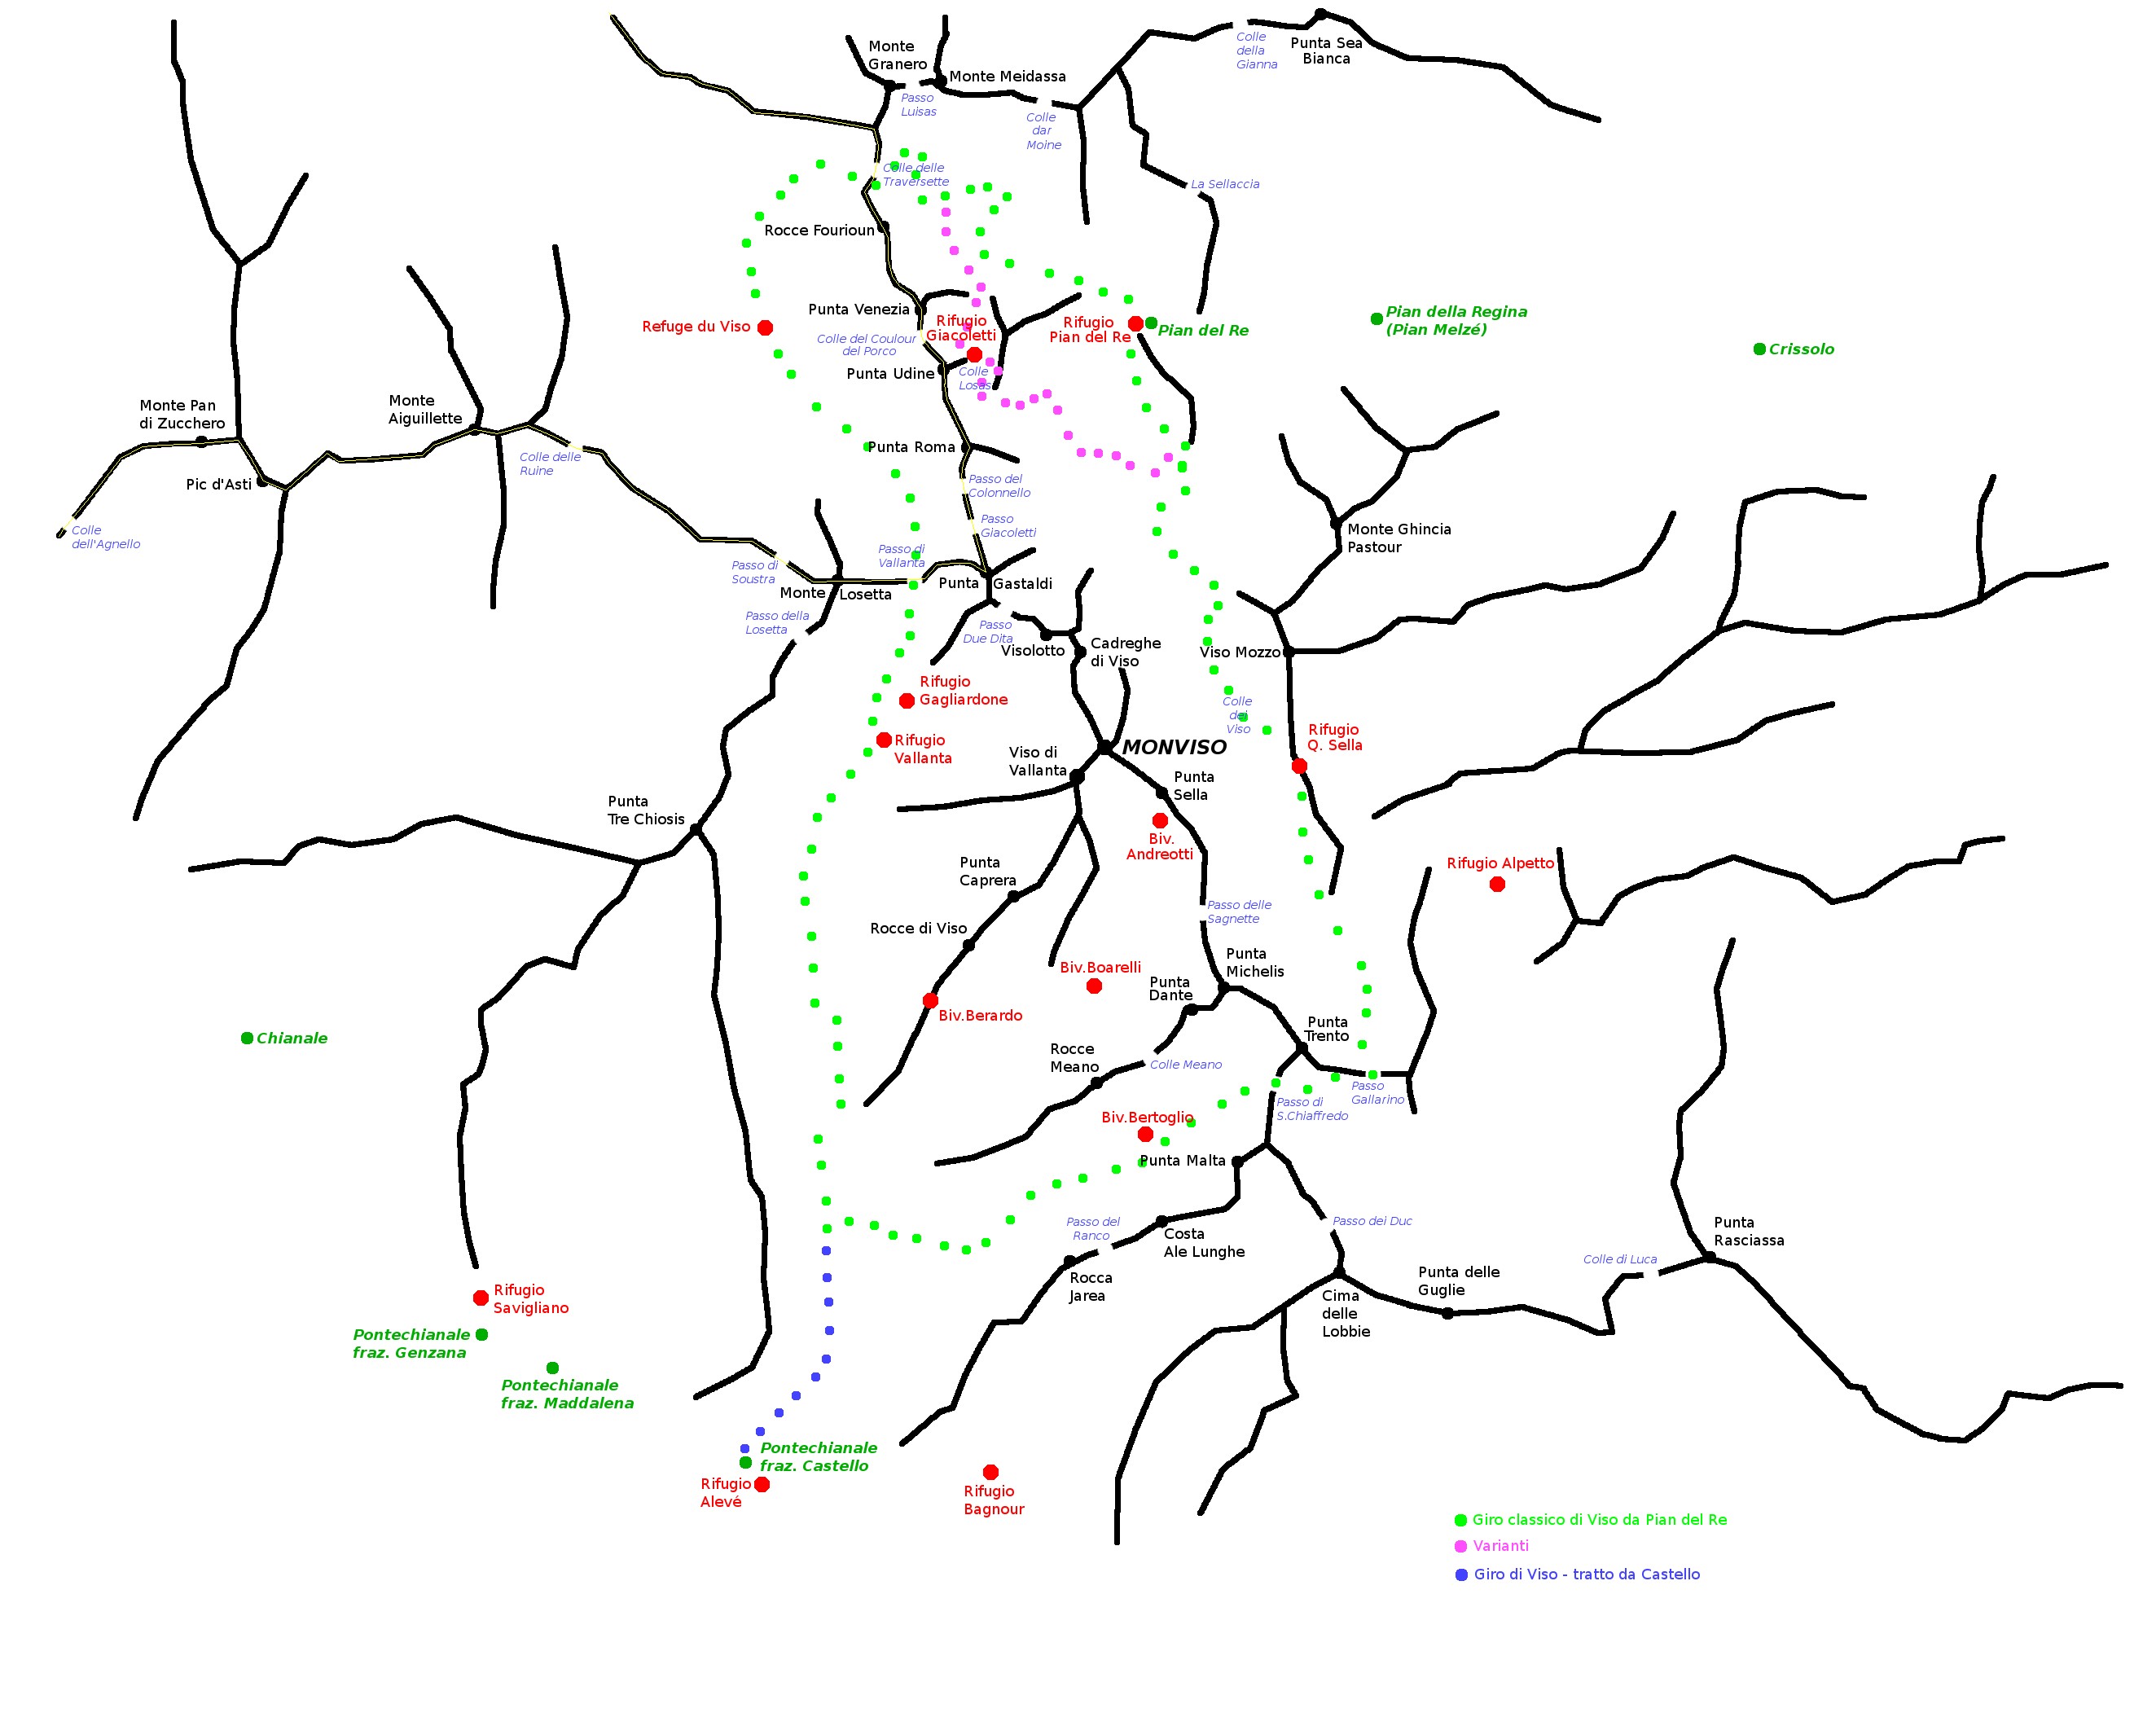 Monte
Granero
Monte Meidassa
Passo
Luisas
Colle
dar
Moine
Colle
della
Gianna
Punta Sea
Bianca
Colle delle
Traversette
La Sellaccia
Rocce Fourioun
Punta Venezia
Refuge du Viso
Colle del Coulour
del Porco
Rifugio
Giacoletti
Rifugio
Pian del Re
Pian del Re
Pian della Regina
(Pian Melzé)
Crissolo
Punta Udine
Colle
Losas
Monte Pan
di Zucchero
Monte
Aiguillette
Punta Roma
Colle delle
Ruine
Pic d'Asti
Passo del
Colonnello
Colle
dell'Agnello
Passo
Giacoletti
Monte Ghincia
Pastour
Passo di
Vallanta
Passo di
Soustra
Punta Gastaldi
Monte Losetta
Passo della
Losetta
Passo
Due Dita
Visolotto
Cadreghe
di Viso
Viso Mozzo
Rifugio
Gagliardone
Colle
del
Viso
Rifugio
Vallanta
MONVISO
Rifugio
Q. Sella
Viso di
Vallanta
Punta
Sella
Punta
Tre Chiosis
Biv.
Andreotti
Punta
Caprera
Rifugio Alpetto
Passo delle
Sagnette
Rocce di Viso
Punta
Michelis
Biv.Boarelli
Punta
Dante
Biv.Berardo
Punta
Trento
Chianale
Rocce
Meano
Colle Meano
Passo
Gallarino
Passo di
S.Chiaffredo
Biv.Bertoglio
Punta Malta
Passo del
Ranco
Passo dei Duc
Costa
Ale Lunghe
Punta
Rasciassa
Colle di Luca
Rocca
Jarea
Punta delle
Guglie
Cima
delle
Lobbie
Rifugio
Savigliano
Pontechianale
fraz. Genzana
Pontechianale
fraz. Maddalena
Pontechianale
fraz. Castello
Rifugio
Alevé
Rifugio
Bagnour
Giro classico di Viso da Pian del Re
Varianti
Giro di Viso - tratto da Castello